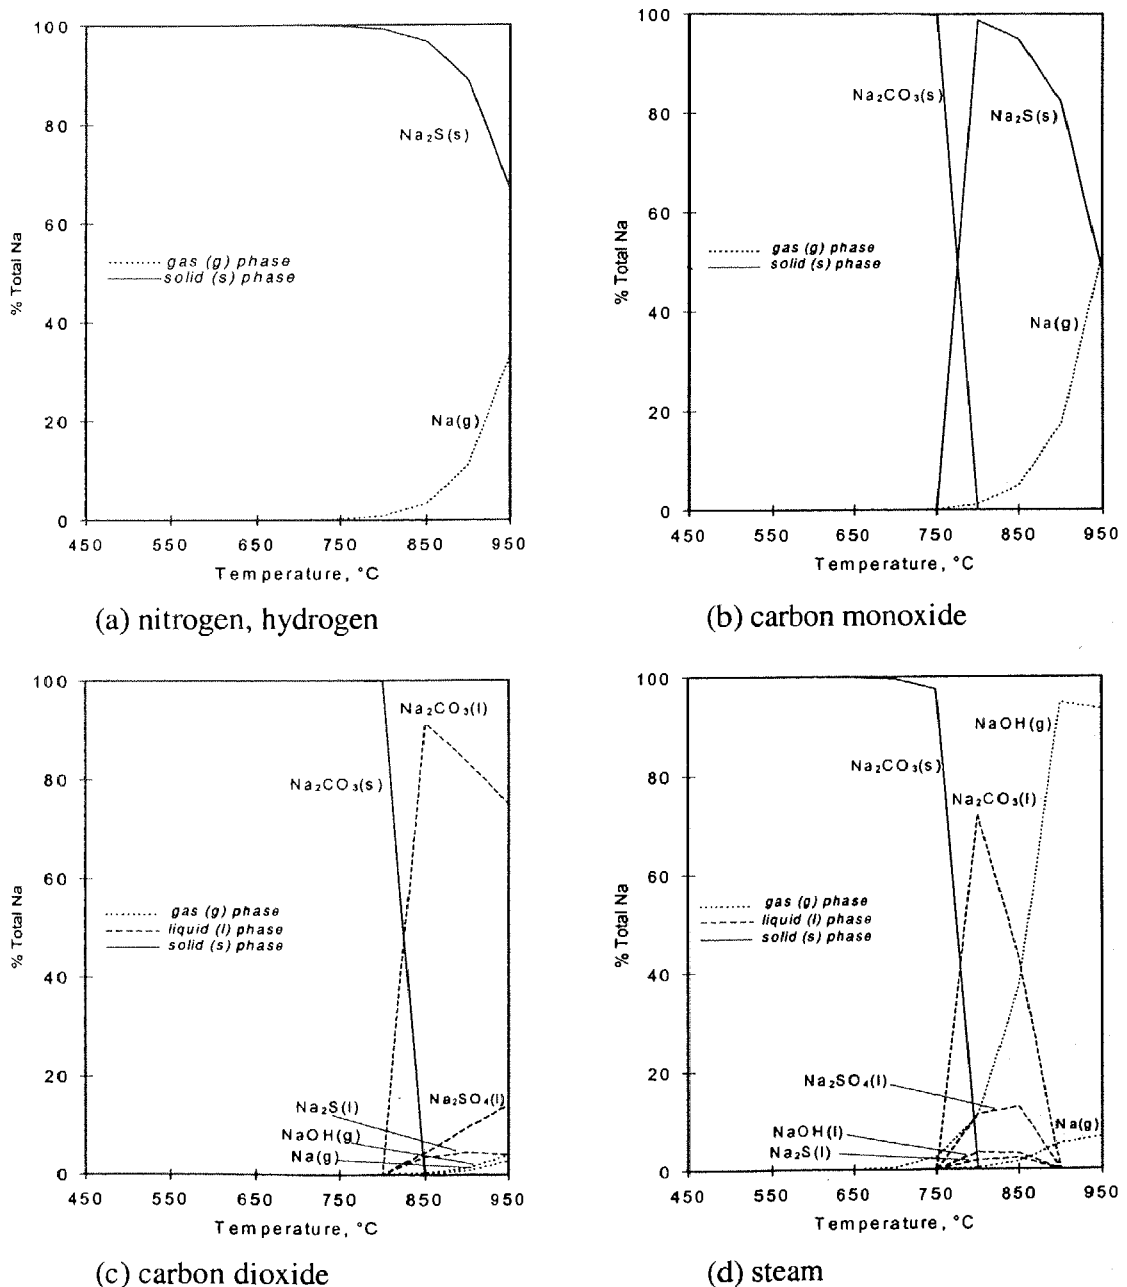 100
80
60
40
20
0
% Total Na
Na₂S(s)
gas (g) phase
solid (s) phase
Na(g)
450 550 650 750 850 950
Temperature, °C
(a) nitrogen, hydrogen
100
80
60
40
20
0
% Total Na
Na₂CO₃(s)
Na₂S(s)
gas (g) phase
solid (s) phase
Na(g)
450 550 650 750 850 950
Temperature, °C
(b) carbon monoxide
100
80
60
40
20
0
% Total Na
Na₂CO₃(l)
Na₂CO₃(s)
gas (g) phase
liquid (l) phase
solid (s) phase
Na₂SO₄(l)
Na₂S(l)
NaOH(g)
Na(g)
450 550 650 750 850 950
Temperature, °C
(c) carbon dioxide
100
80
60
40
20
0
% Total Na
NaOH(g)
Na₂CO₃(s)
Na₂CO₃(l)
gas (g) phase
liquid (l) phase
solid (s) phase
Na₂SO₄(l)
NaOH(l)
Na₂S(l)
Na(g)
450 550 650 750 850 950
Temperature, °C
(d) steam